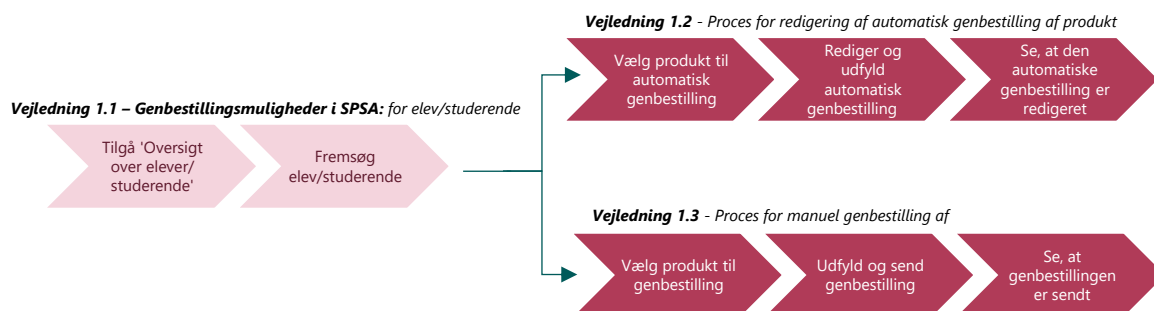 Vejledning 1.1 – Genbestillingsmuligheder i SPSA: for elev/studerende
Tilgå 'Oversigt
over elever/
studerende'
Fremsøg
elev/studerende
Vejledning 1.2 - Proces for redigering af automatisk genbestilling af produkt
Vælg produkt til
automatisk
genbestilling
Rediger og
udfyld
automatisk
genbestilling
Se, at den
automatiske
genbestilling er
redigeret
Vejledning 1.3 - Proces for manuel genbestilling af
Vælg produkt til
genbestilling
Udfyld og send
genbestilling
Se, at
genbestillingen
er sendt